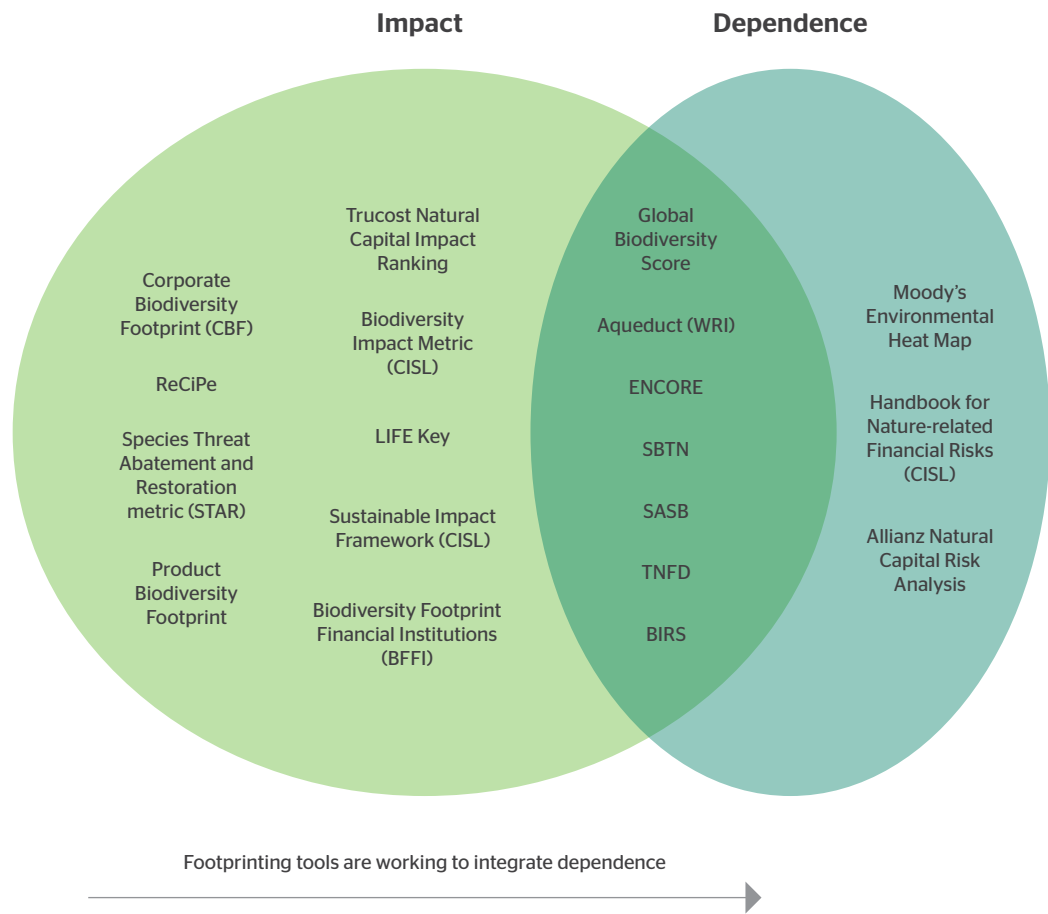 Impact
Dependence
Corporate
Biodiversity
Footprint (CBF)
ReCiPe
Species Threat
Abatement and
Restoration
metric (STAR)
Product
Biodiversity
Footprint
Trucost Natural
Capital Impact
Ranking
Biodiversity
Impact Metric
(CISL)
LIFE Key
Sustainable Impact
Framework (CISL)
Biodiversity Footprint
Financial Institutions
(BFFI)
Global
Biodiversity
Score
Aqueduct (WRI)
ENCORE
SBTN
SASB
TNFD
BIRS
Moody’s
Environmental
Heat Map
Handbook for
Nature-related
Financial Risks
(CISL)
Allianz Natural
Capital Risk
Analysis
Footprinting tools are working to integrate dependence